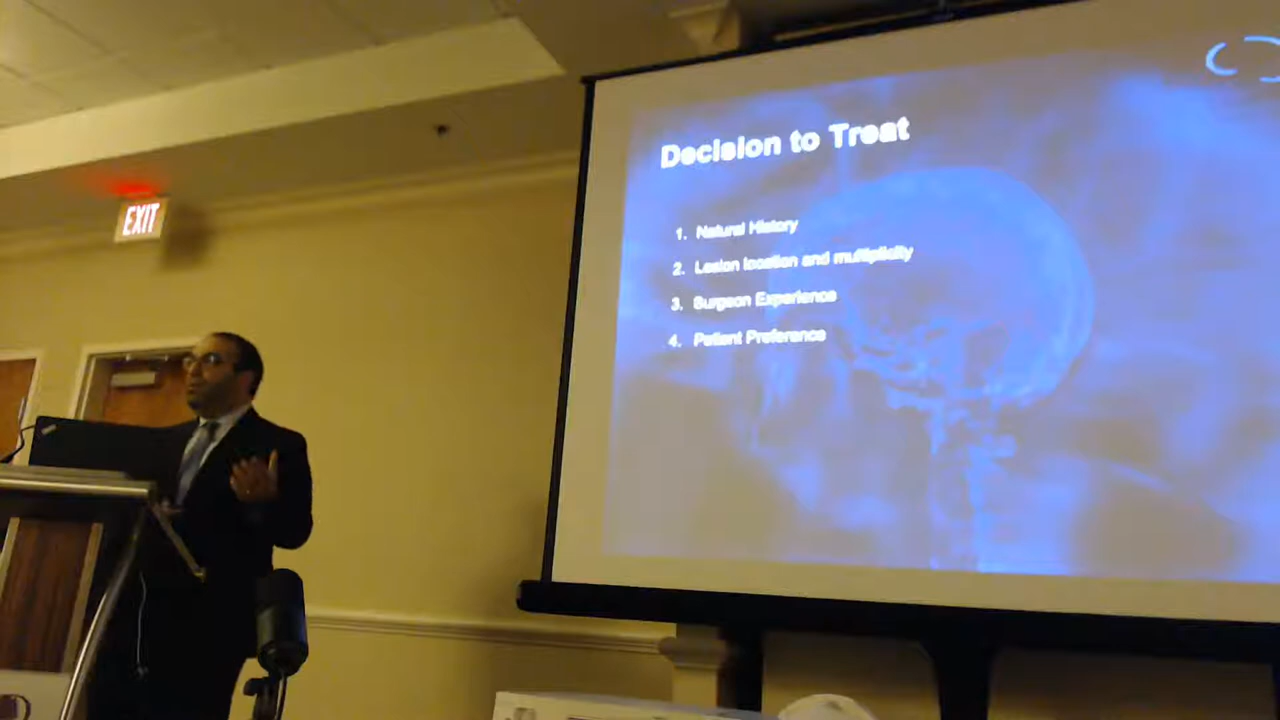 EXIT
Decision to Treat
1. Natural History
2. Lesion location and multiplicity
3. Surgeon Experience
4. Patient Preference